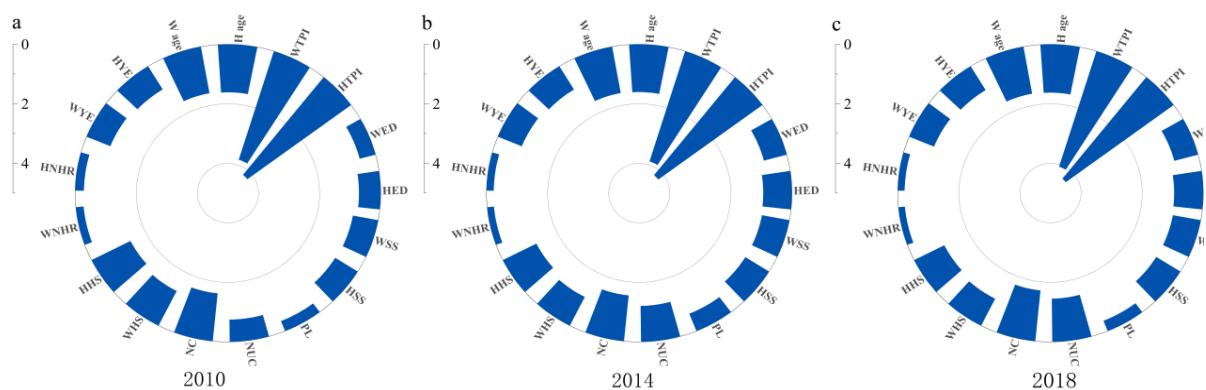 a
0
2
4
H age
WTPI
HTPI
WED
HED
WSS
HSS
PL
NUC
NC
WHS
HHS
WNHR
HNHR
WYE
HYE
W age
2010
b
0
2
4
H age
WTPI
HTPI
WED
HED
WSS
HSS
PL
NUC
NC
WHS
HHS
WNHR
HNHR
WYE
HYE
W age
2014
c
0
2
4
H age
WTPI
HTPI
W
W
HSS
PL
NUC
NC
WHS
HHS
WNHR
HNHR
WYE
HYE
W age
2018